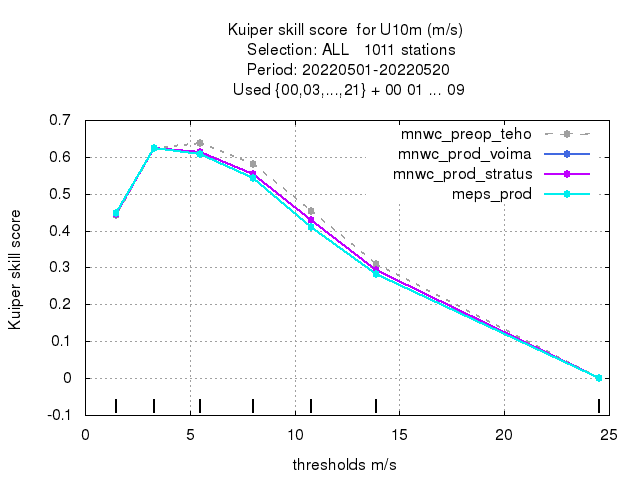 Kuiper skill score  for U10m (m/s)
Selection: ALL   1011 stations
Period: 20220501-20220520
Used {00,03,...,21} + 00 01 ... 09
mnwc_preop_teho
mnwc_prod_voima
mnwc_prod_stratus
meps_prod
Kuiper skill score
0.7
0.6
0.5
0.4
0.3
0.2
0.1
0
-0.1
0 5 10 15 20 25
thresholds m/s